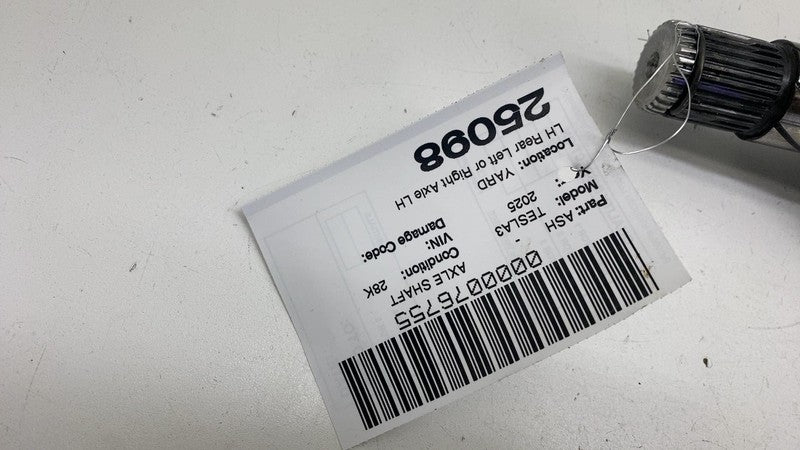 0000076755
Part: ASH - AXLE SHAFT
Model: TESLA3 Condition: 28K
2025 VIN:
Location: YARD Damage Code:
LH Rear Left or Right Axle LH
25098